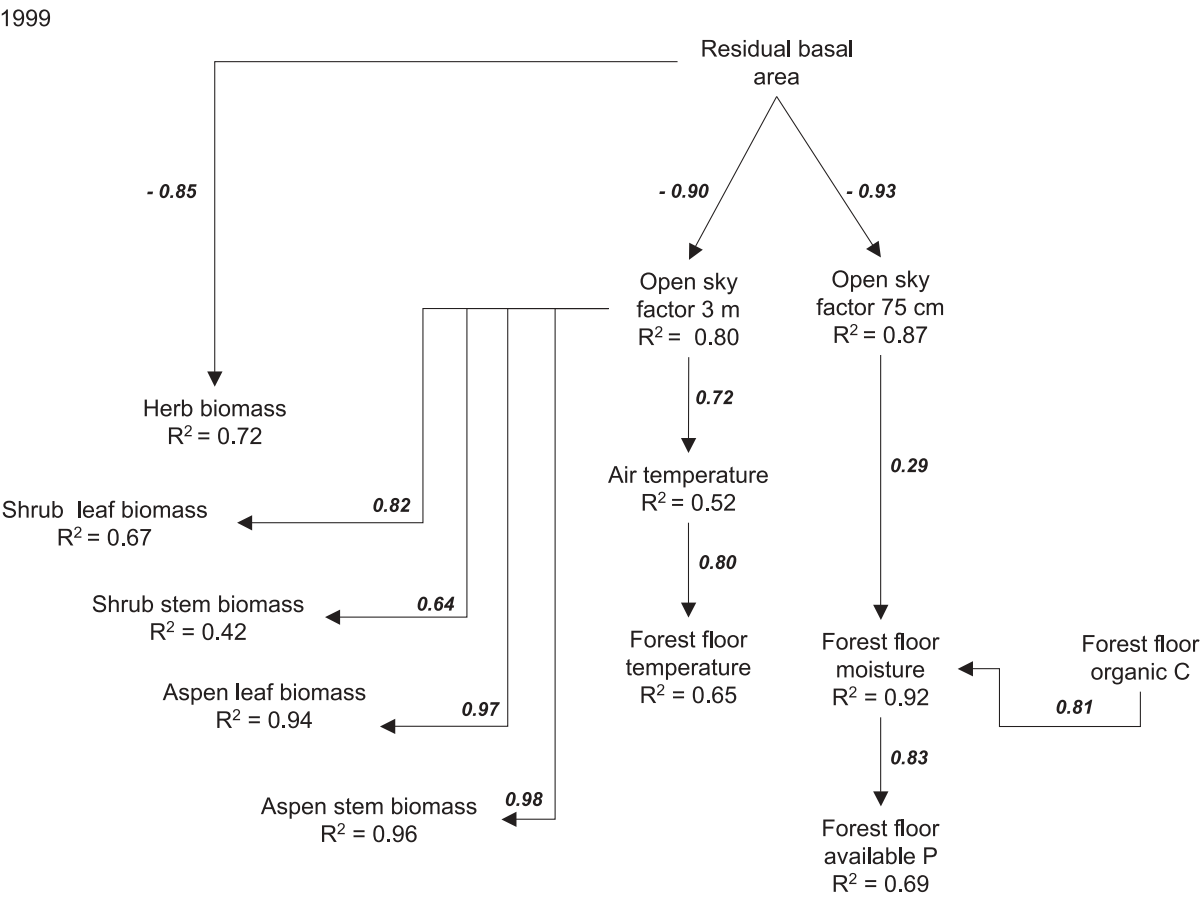 1999
Residual basal
area
- 0.85
- 0.90
- 0.93
Open sky
factor 3 m
R² = 0.80
Open sky
factor 75 cm
R² = 0.87
Herb biomass
R² = 0.72
0.72
0.29
Air temperature
R² = 0.52
Shrub leaf biomass
R² = 0.67
0.82
0.80
Shrub stem biomass
R² = 0.42
0.64
Forest floor
temperature
R² = 0.65
Forest floor
moisture
R² = 0.92
Forest floor
organic C
0.81
Aspen leaf biomass
R² = 0.94
0.97
0.83
Aspen stem biomass
R² = 0.96
0.98
Forest floor
available P
R² = 0.69